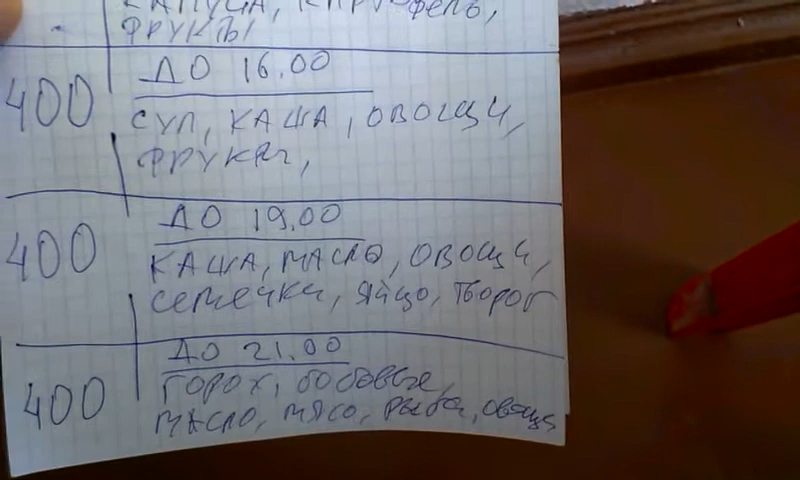 КАПУСТА, КАРТОФЕЛЬ,
ФРУКТЫ
400
ДО 16.00
СУП, КАША, ОВОЩИ,
ФРУКТЫ,
400
ДО 19.00
КАША, МАСЛО, ОВОЩИ,
СЕМЕЧКИ, ЯЙЦО, ТВОРОГ
400
ДО 21.00
ГОРОХ, бобовые,
МАСЛО, МЯСО, рыба, овощи